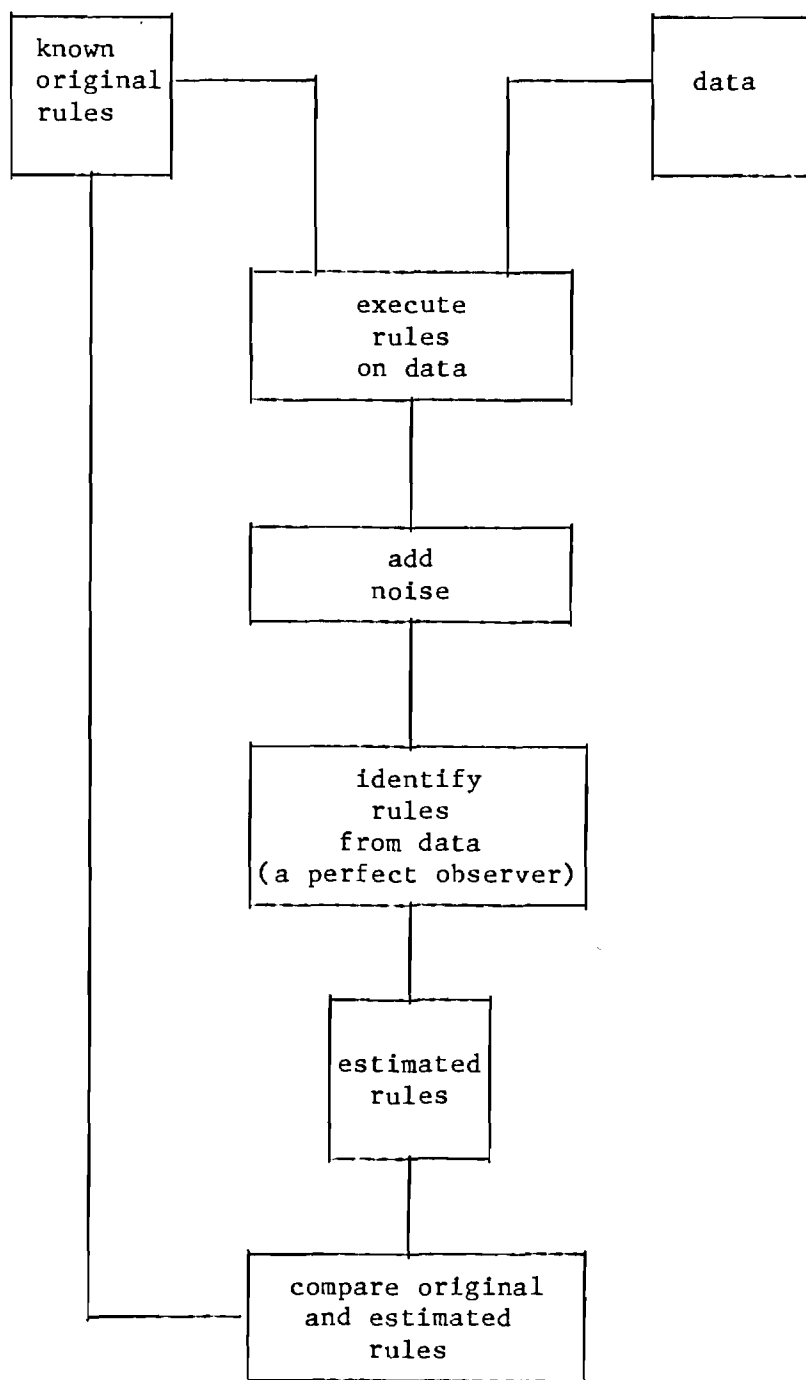 known
original
rules
data
execute
rules
on data
add
noise
identify
rules
from data
(a perfect observer)
estimated
rules
compare original
and estimated
rules